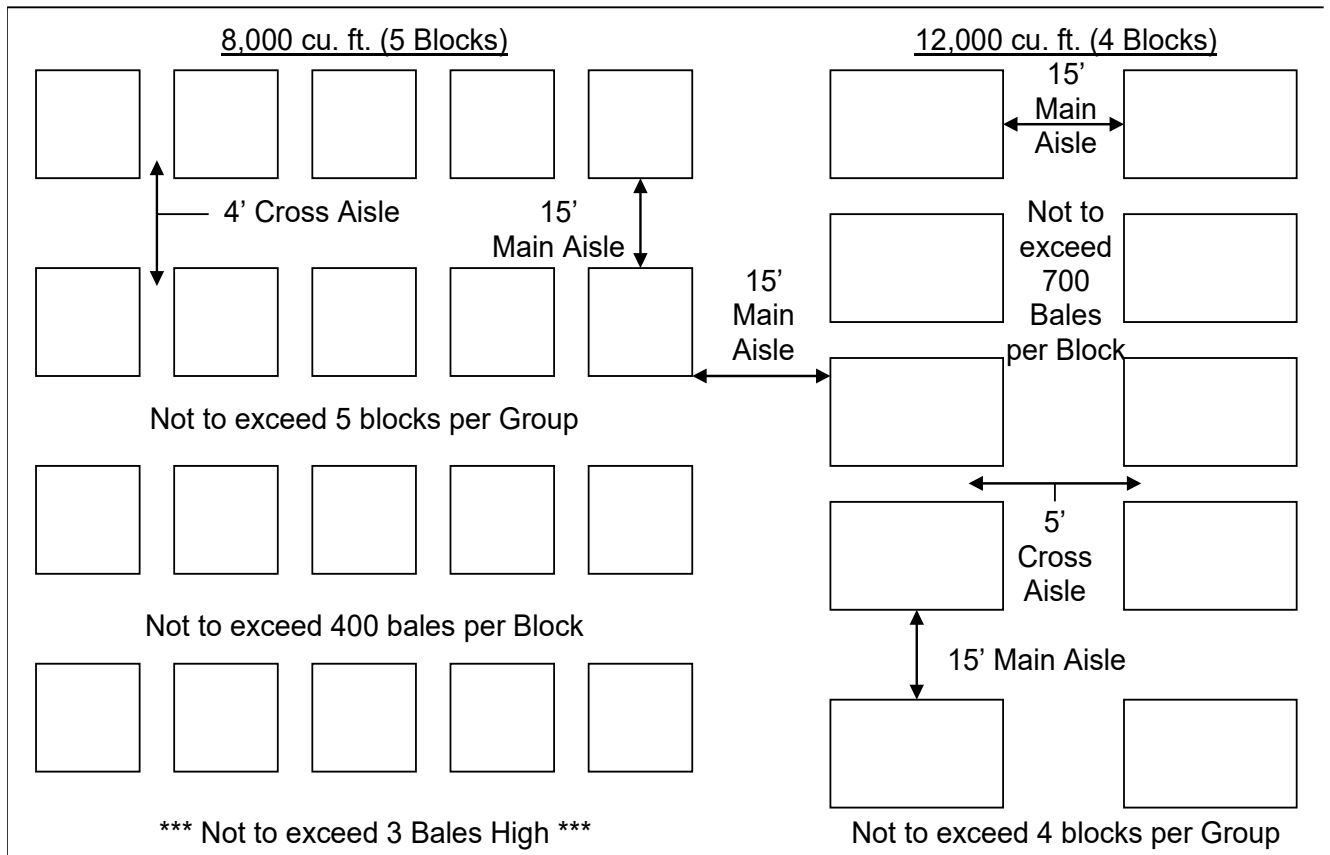 8,000 cu. ft. (5 Blocks)
4’ Cross Aisle
15’
Main Aisle
15’
Main
Aisle
Not to exceed 5 blocks per Group
Not to exceed 400 bales per Block
*** Not to exceed 3 Bales High ***
12,000 cu. ft. (4 Blocks)
15’
Main
Aisle
Not to
exceed
700
Bales
per Block
5’
Cross
Aisle
15’ Main Aisle
Not to exceed 4 blocks per Group